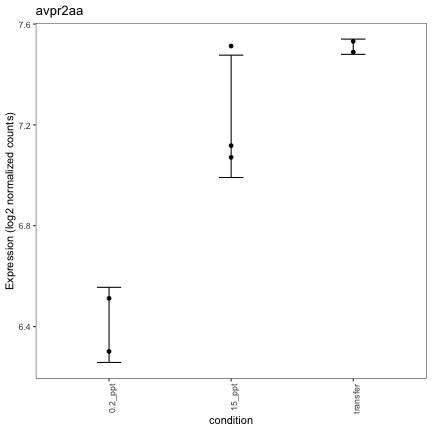 avpr2aa
Expression (log2 normalized counts)
7.6
7.2
6.8
6.4
0.2_ppt
15_ppt
transfer
condition